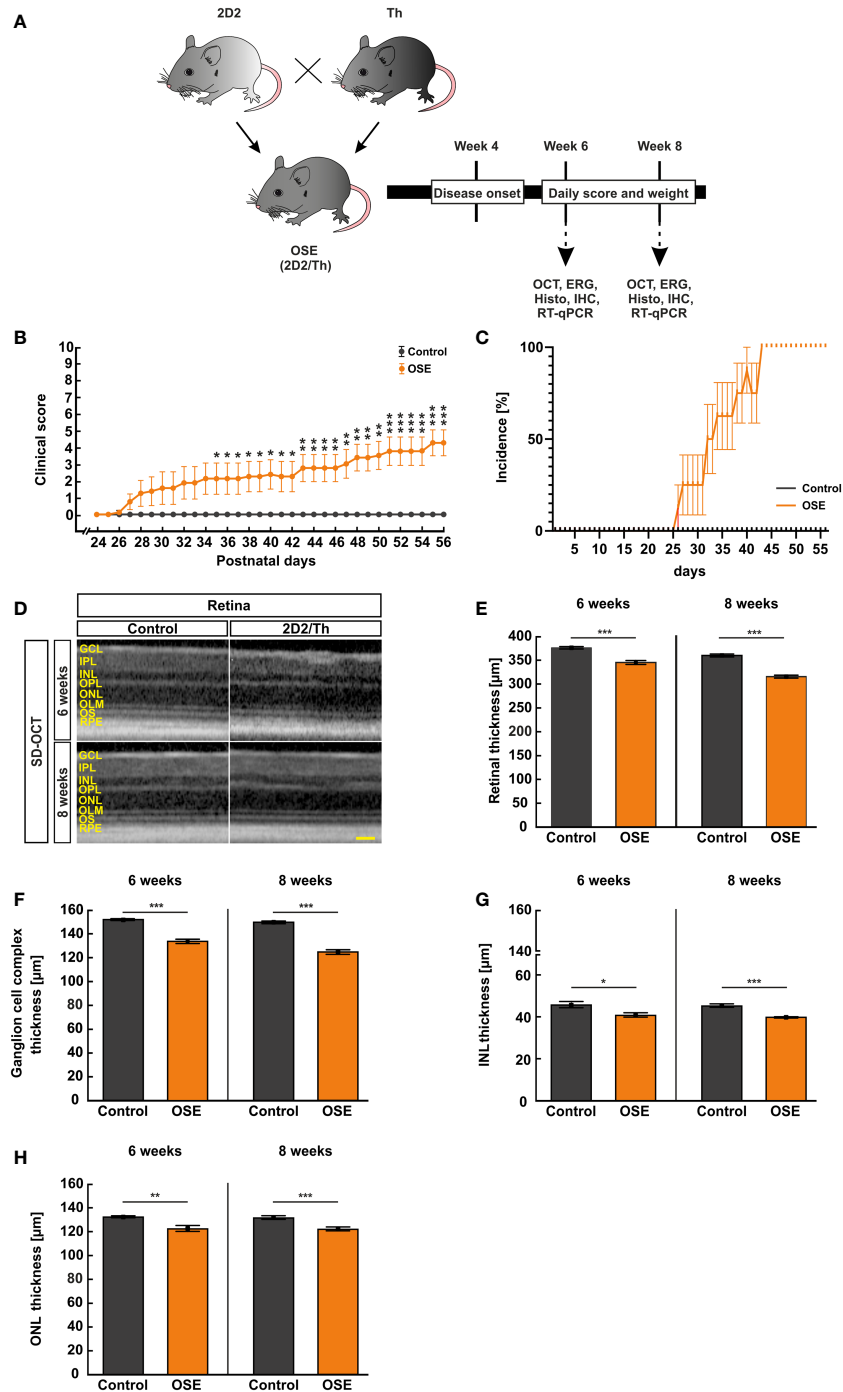 A
2D2
Th
OSE
(2D2/Th)
Week 4
Week 6
Week 8
Disease onset
Daily score and weight
OCT, ERG,
Histo, IHC,
RT-qPCR
OCT, ERG,
Histo, IHC,
RT-qPCR
B
Clinical score
10
9
8
7
6
5
4
3
2
1
0
Control
OSE
* * * * * * * * ** ** ** ** ** ** ** ** *** *** *** *** *** ***
24 26 28 30 32 34 36 38 40 42 44 46 48 50 52 54 56
Postnatal days
C
Incidence [%]
100
50
0
Control
OSE
5 10 15 20 25 30 35 40 45 50 55
days
D
Retina
Control
2D2/Th
SD-OCT
6 weeks
GCL
IPL
INL
OPL
ONL
OLM
OS
RPE
8 weeks
GCL
IPL
INL
OPL
ONL
OLM
OS
RPE
E
6 weeks
8 weeks
Retinal thickness [µm]
400
350
300
250
200
150
100
50
0
***
***
Control OSE Control OSE
F
6 weeks
8 weeks
Ganglion cell complex
thickness [µm]
160
140
120
100
80
60
40
20
0
***
***
Control OSE Control OSE
G
6 weeks
8 weeks
INL thickness [µm]
160
140
60
40
20
0
*
***
Control OSE Control OSE
H
6 weeks
8 weeks
ONL thickness [µm]
160
140
120
100
80
60
40
20
0
**
***
Control OSE Control OSE